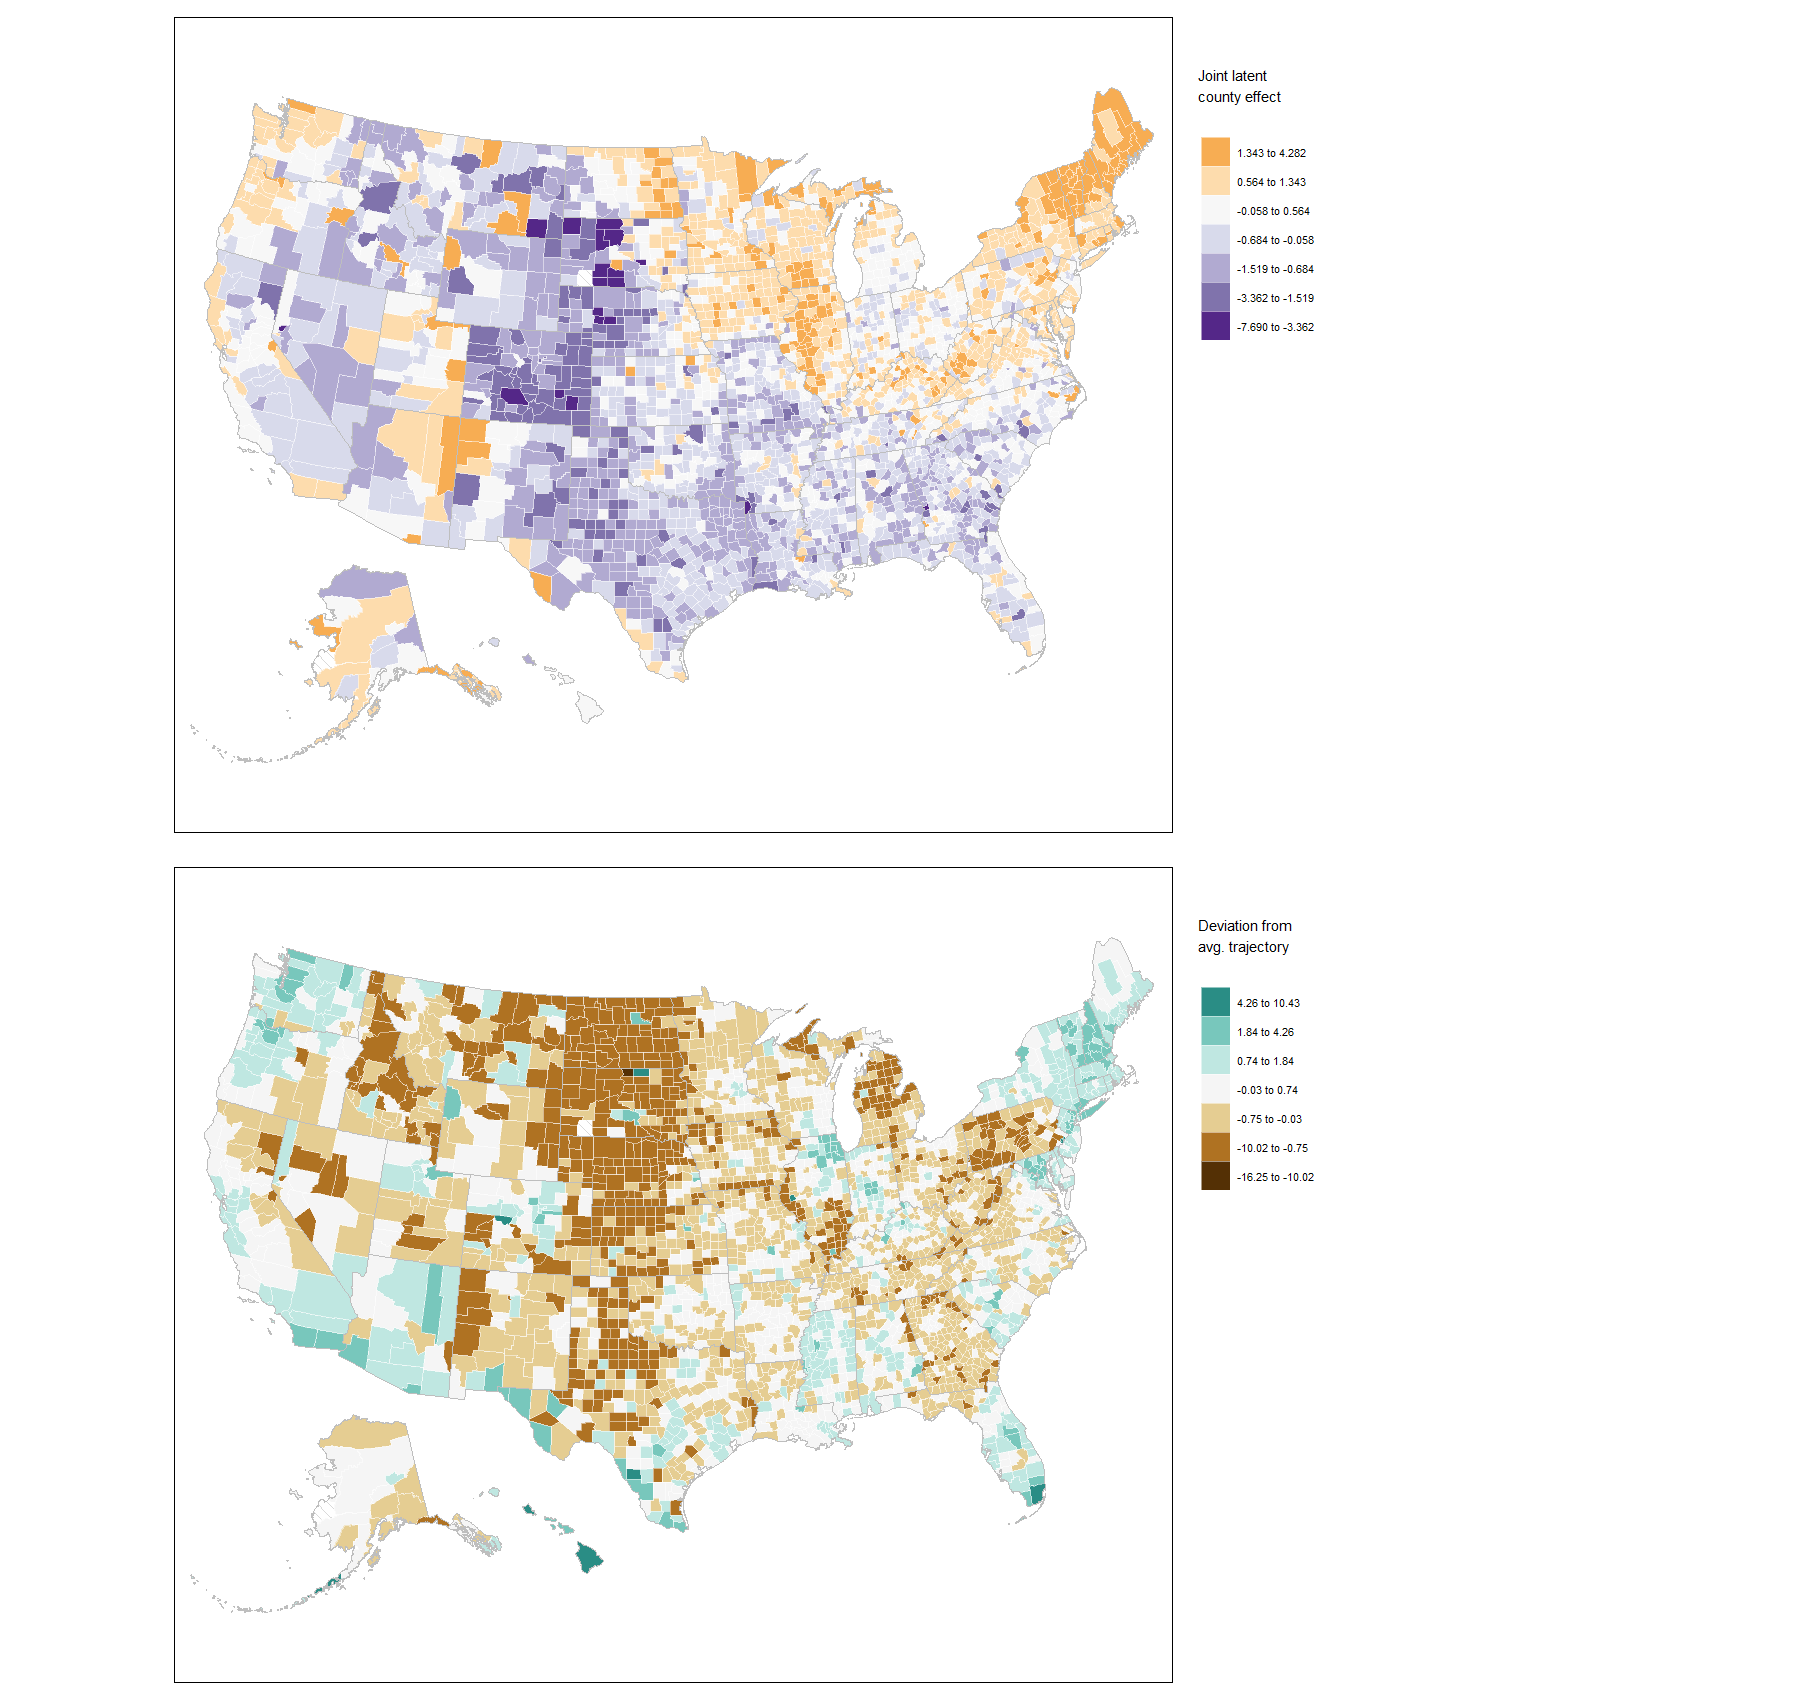 Joint latent
county effect
1.343 to 4.282
0.564 to 1.343
-0.058 to 0.564
-0.684 to -0.058
-1.519 to -0.684
-3.362 to -1.519
-7.690 to -3.362
Deviation from
avg. trajectory
4.26 to 10.43
1.84 to 4.26
0.74 to 1.84
-0.03 to 0.74
-0.75 to -0.03
-10.02 to -0.75
-16.25 to -10.02